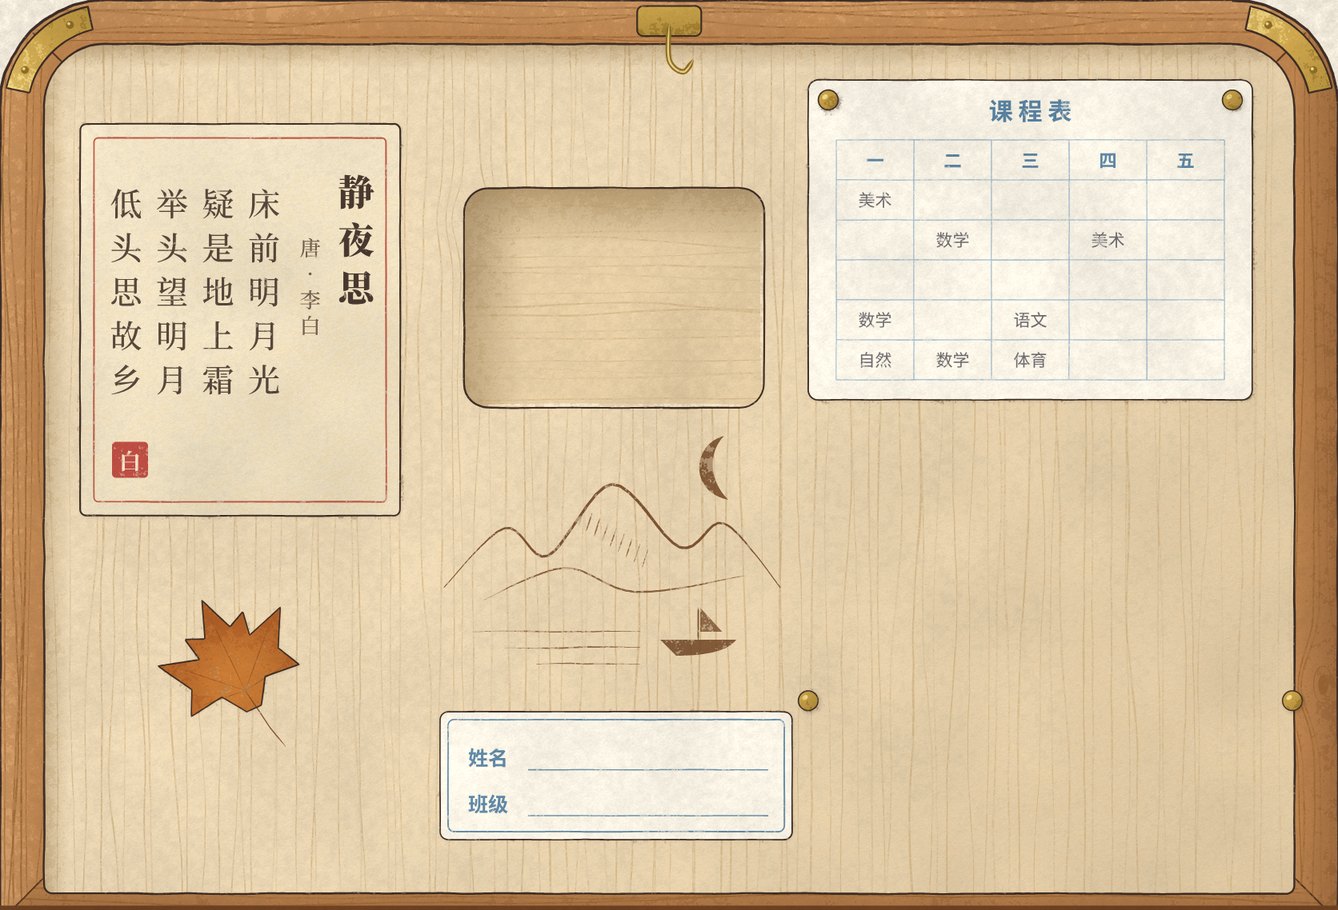 静夜思
唐·李白
床前明月光
疑是地上霜
举头望明月
低头思故乡
白
课程表
一 二 三 四 五
美术
数学 美术
数学 语文
自然 数学 体育
姓名
班级